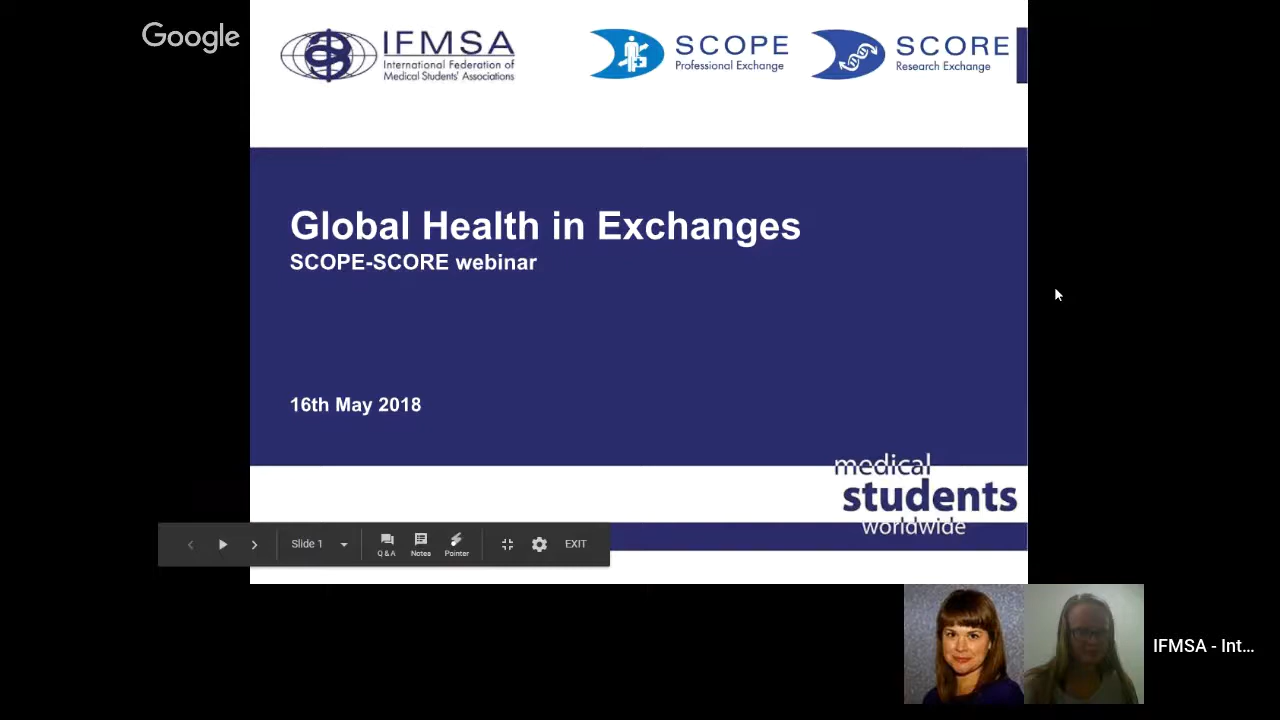 Google
IFMSA
International Federation of
Medical Students' Associations
SCOPE
Professional Exchange
SCORE
Research Exchange
Global Health in Exchanges
SCOPE-SCORE webinar
16th May 2018
medical
students
worldwide
Slide 1
Q & A
Notes
Pointer
EXIT
IFMSA - Int...